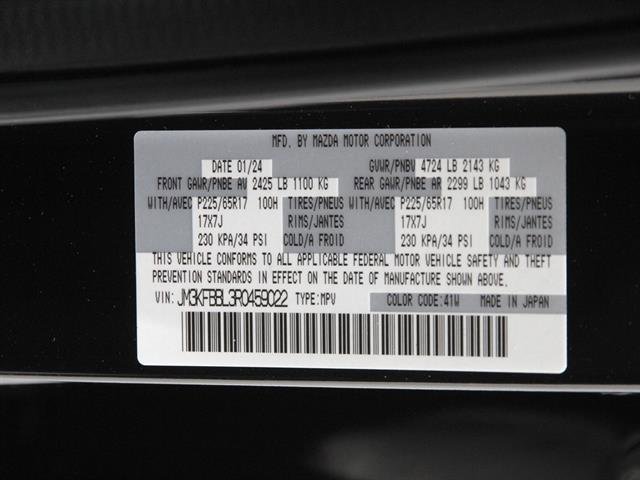 MFD. BY MAZDA MOTOR CORPORATION
DATE 01/24 GVWR/PNBV 4724 LB 2143 KG
FRONT GAWR/PNBE AV 2425 LB 1100 KG REAR GAWR/PNBE AR 2299 LB 1043 KG
WITH/AVEC P225/65R17 100H TIRES/PNEUS WITH/AVEC P225/65R17 100H TIRES/PNEUS
17X7J RIMS/JANTES 17X7J RIMS/JANTES
230 KPA/34 PSI COLD/A FROID 230 KPA/34 PSI COLD/A FROID
THIS VEHICLE CONFORMS TO ALL APPLICABLE FEDERAL MOTOR VEHICLE SAFETY AND THEFT
PREVENTION STANDARDS IN EFFECT ON THE DATE OF MANUFACTURE SHOWN ABOVE.
VIN: JM3KFBBL3R0459022 TYPE: MPV COLOR CODE: 41W MADE IN JAPAN